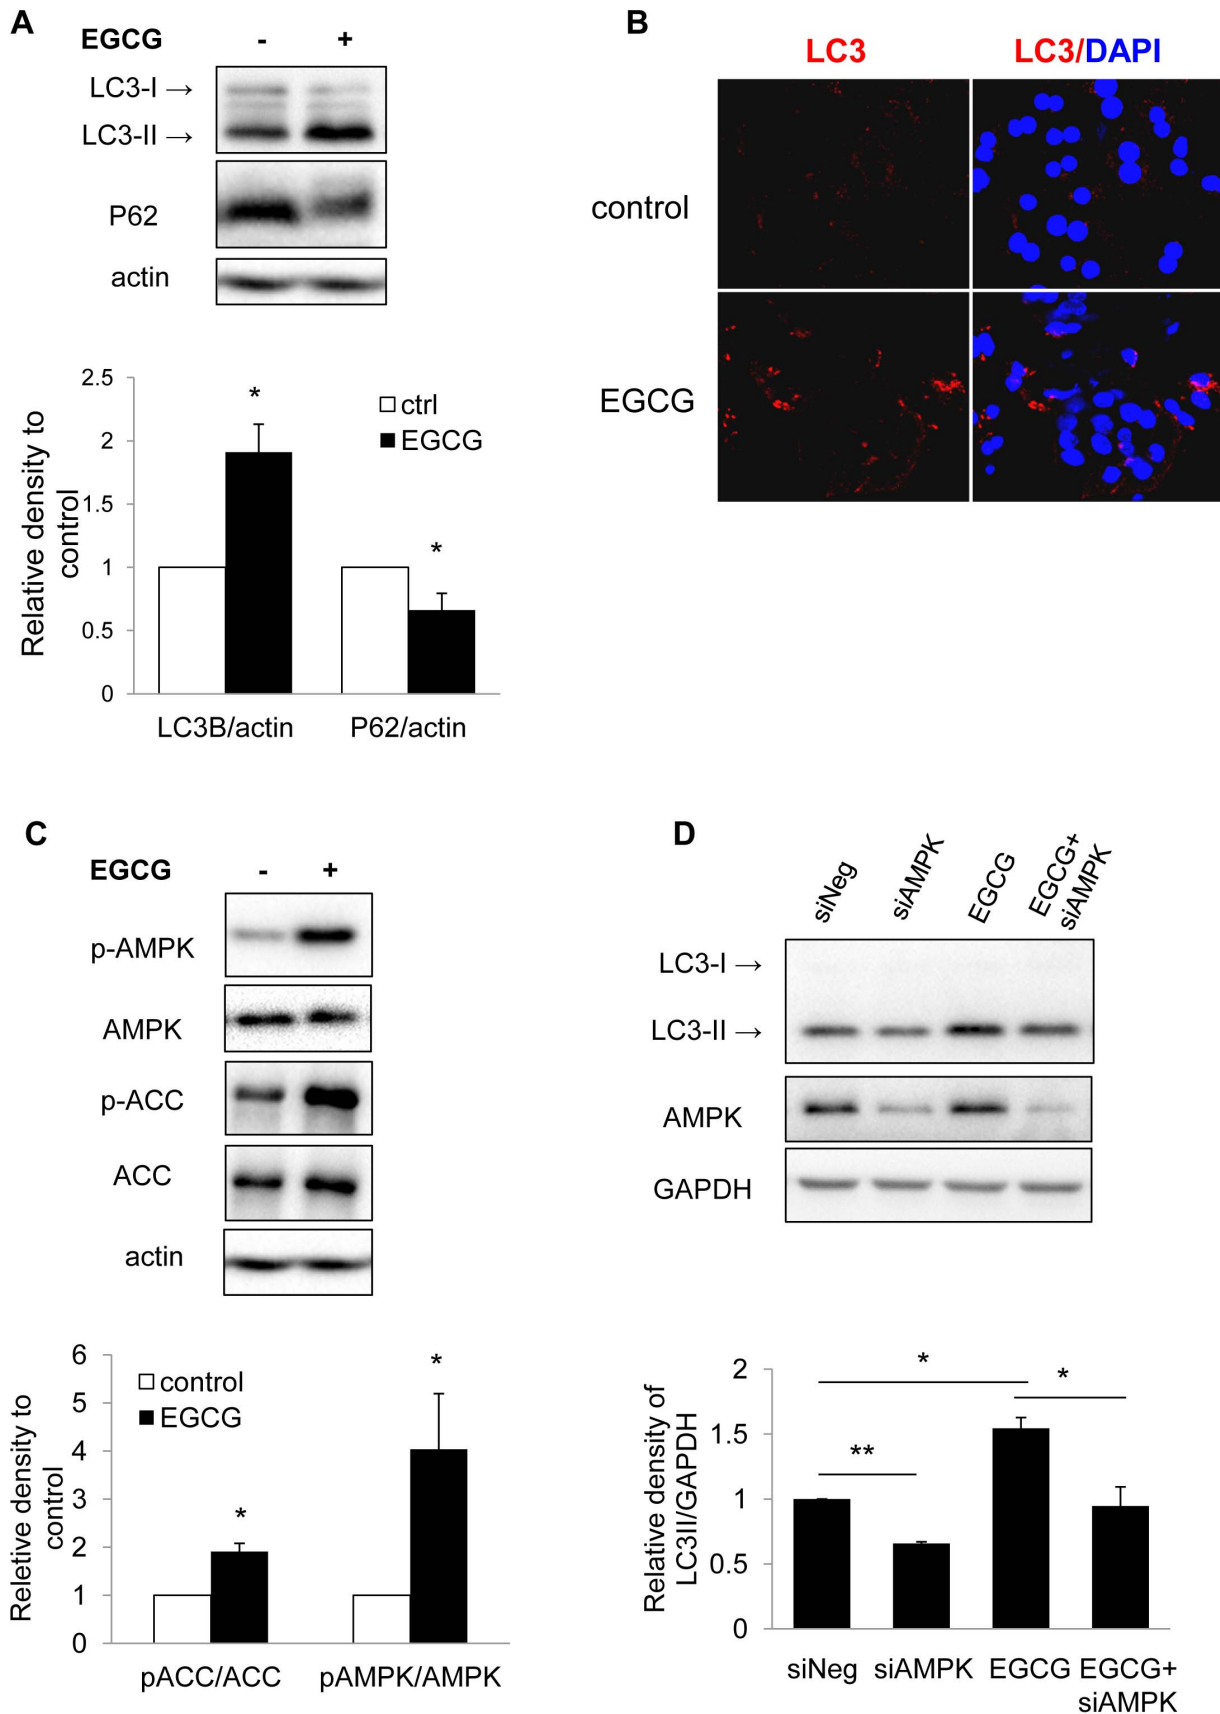 A
EGCG - +
LC3-I →
LC3-II →
P62
actin
2.5
2
1.5
1
0.5
0
Relative density to
control
*
*
ctrl
EGCG
LC3B/actin P62/actin
B
LC3 LC3/DAPI
control
EGCG
C
EGCG - +
p-AMPK
AMPK
p-ACC
ACC
actin
6
5
4
3
2
1
0
Reletive density to
control
control
EGCG
*
*
pACC/ACC pAMPK/AMPK
D
siNeg
siAMPK
EGCG
EGCG+
siAMPK
LC3-I →
LC3-II →
AMPK
GAPDH
2
1.5
1
0.5
0
Relative density of
LC3II/GAPDH
*
*
**
siNeg siAMPK EGCG EGCG+
siAMPK